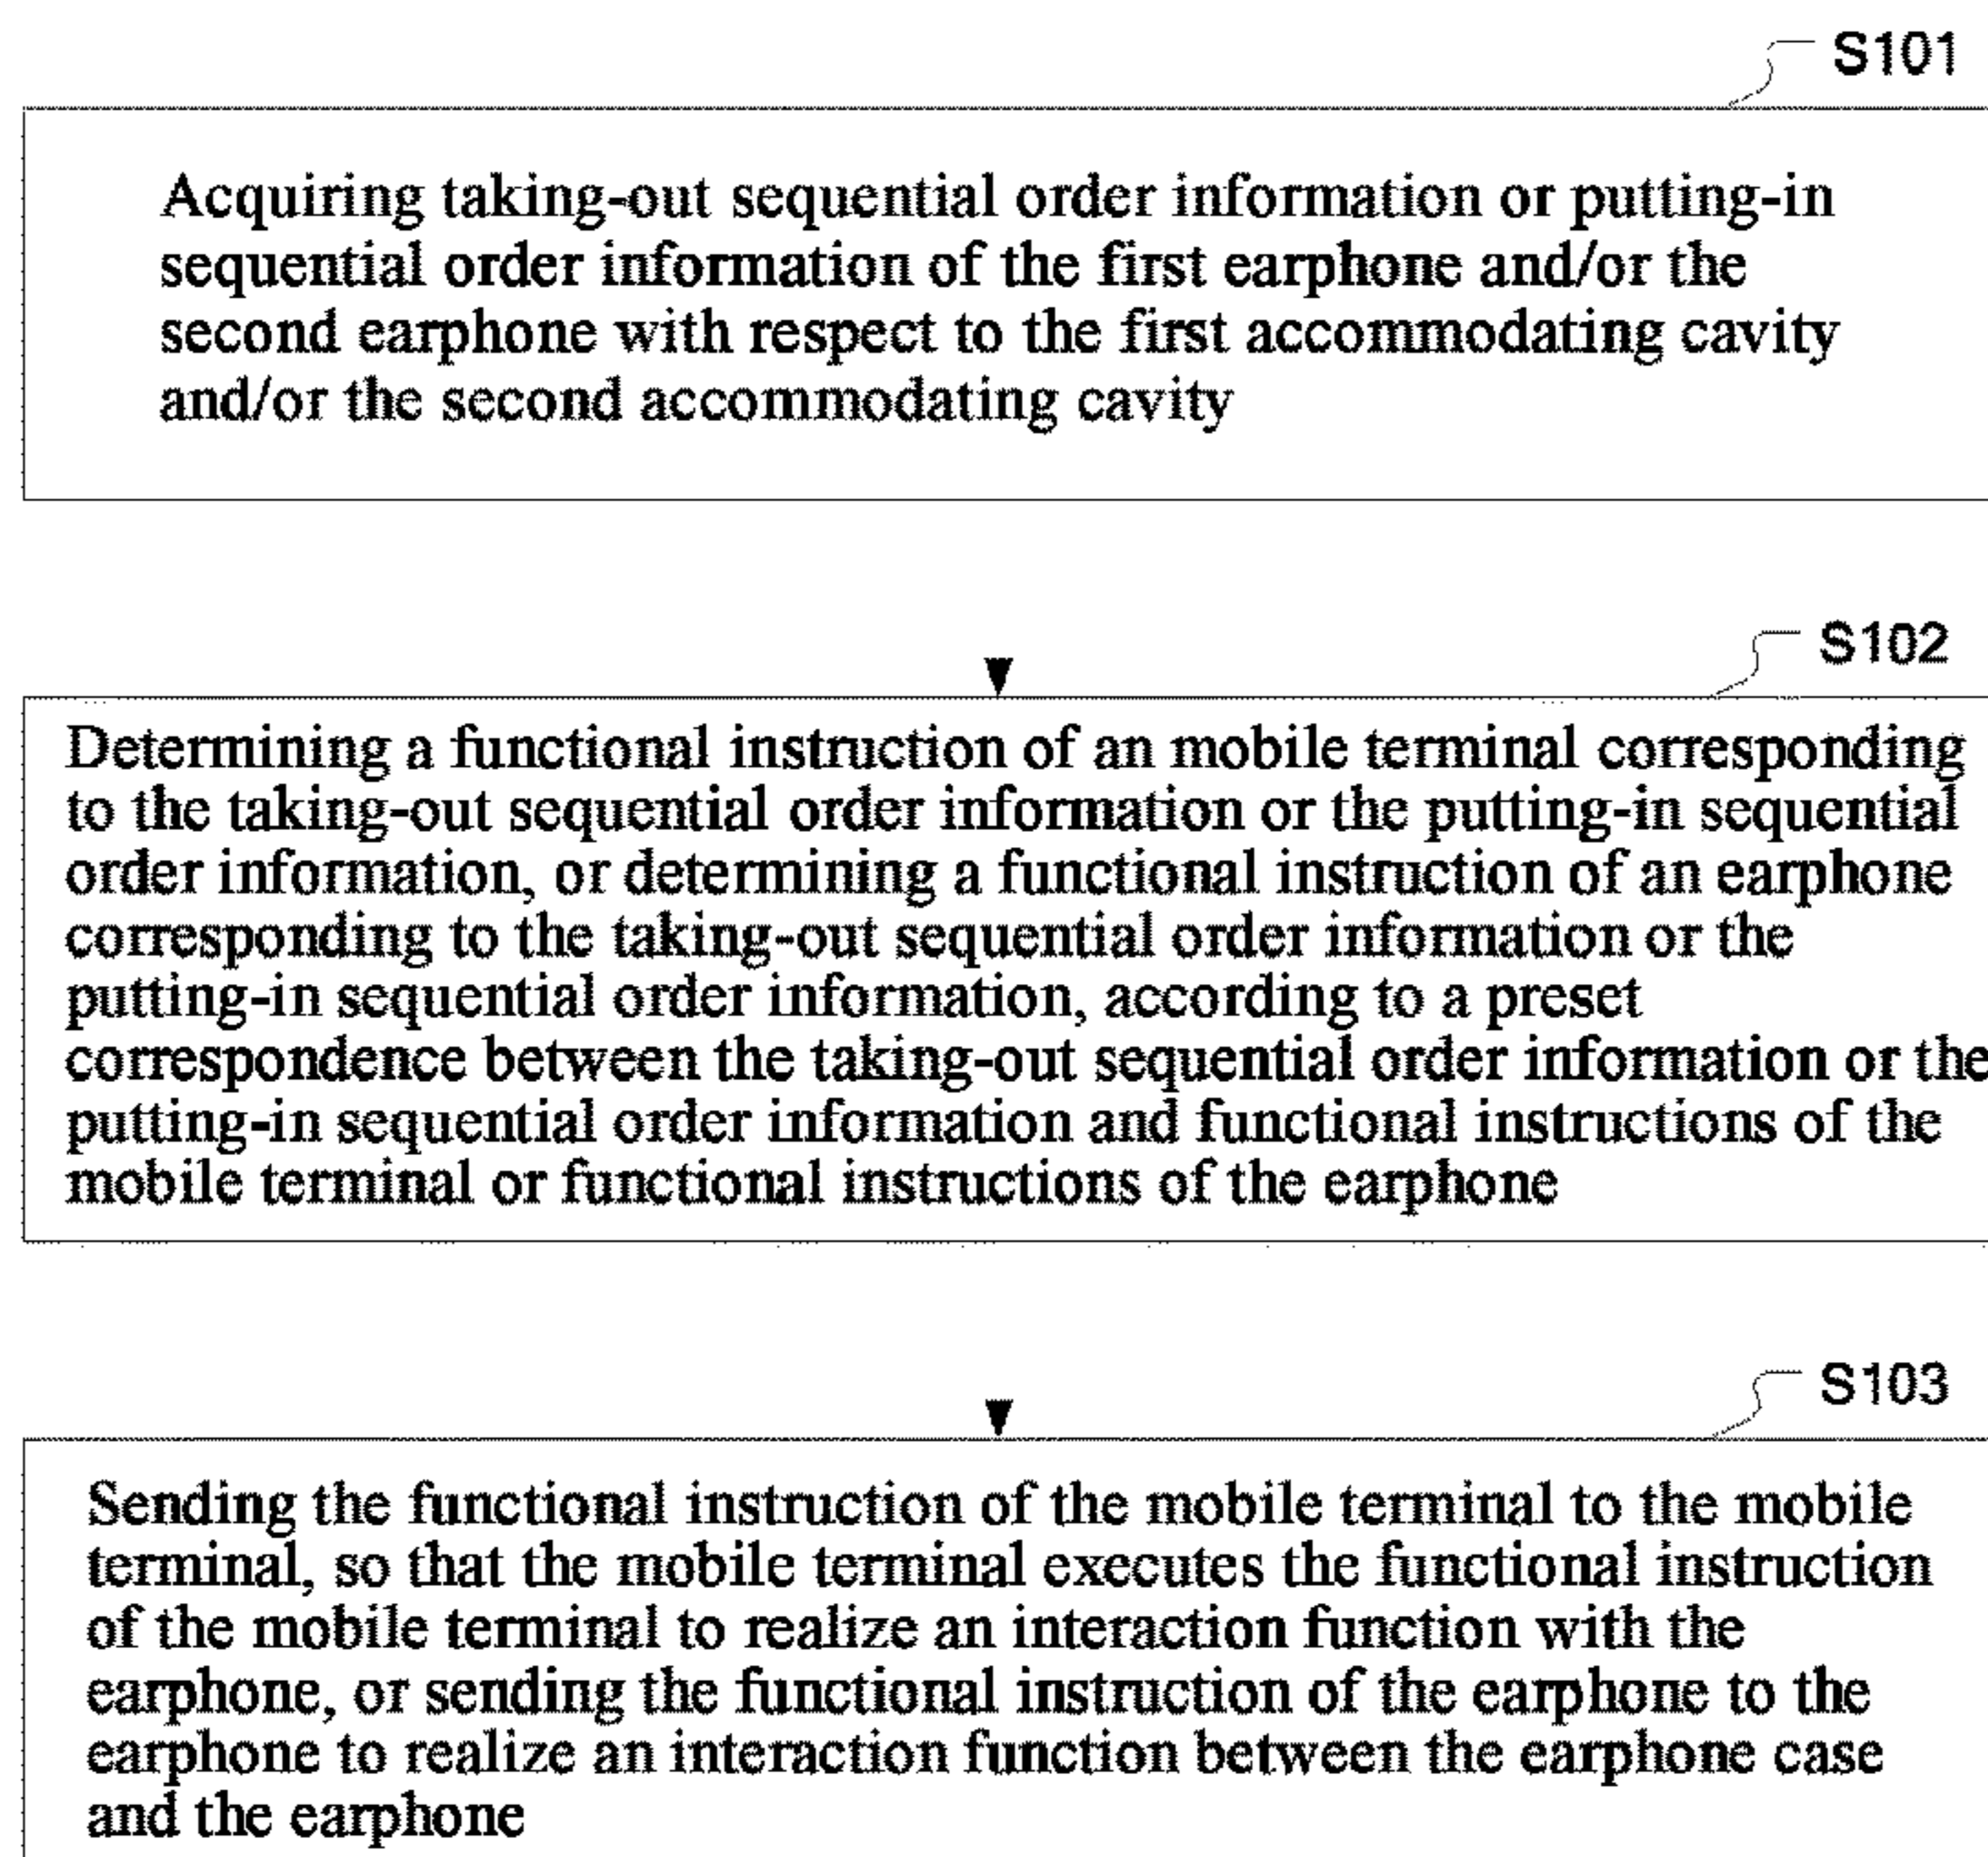 S101
Acquiring taking-out sequential order information or putting-in
sequential order information of the first earphone and/or the
second earphone with respect to the first accommodating cavity
and/or the second accommodating cavity
S102
Determining a functional instruction of an mobile terminal corresponding
to the taking-out sequential order information or the putting-in sequential
order information, or determining a functional instruction of an earphone
corresponding to the taking-out sequential order information or the
putting-in sequential order information, according to a preset
correspondence between the taking-out sequential order information or the
putting-in sequential order information and functional instructions of the
mobile terminal or functional instructions of the earphone
S103
Sending the functional instruction of the mobile terminal to the mobile
terminal, so that the mobile terminal executes the functional instruction
of the mobile terminal to realize an interaction function with the
earphone, or sending the functional instruction of the earphone to the
earphone to realize an interaction function between the earphone case
and the earphone